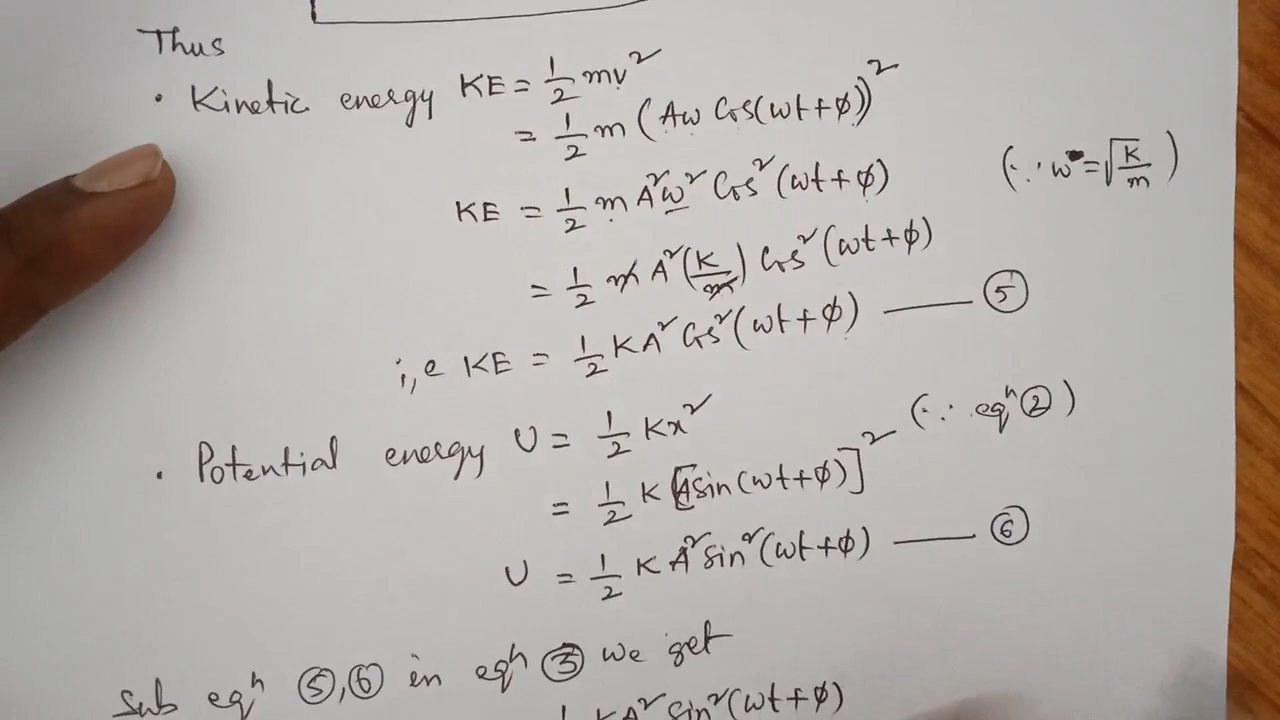 Thus
• Kinetic energy KE = 1/2 mv²
= 1/2 m (Aω Cos(ωt+φ))²
KE = 1/2 m A²ω² Cos²(ωt+φ) (∵ ω = √K/m)
= 1/2 m A²(K/m) Cos²(ωt+φ)
i,e KE = 1/2 KA² Cos²(ωt+φ) —— ⑤
• Potential energy U = 1/2 Kx²
= 1/2 K [A sin(ωt+φ)]² (∵ eqⁿ ②)
U = 1/2 K A² sin²(ωt+φ) —— ⑥
Sub eqⁿ ⑤,⑥ in eqⁿ ③ we get
KA² sin²(ωt+φ)